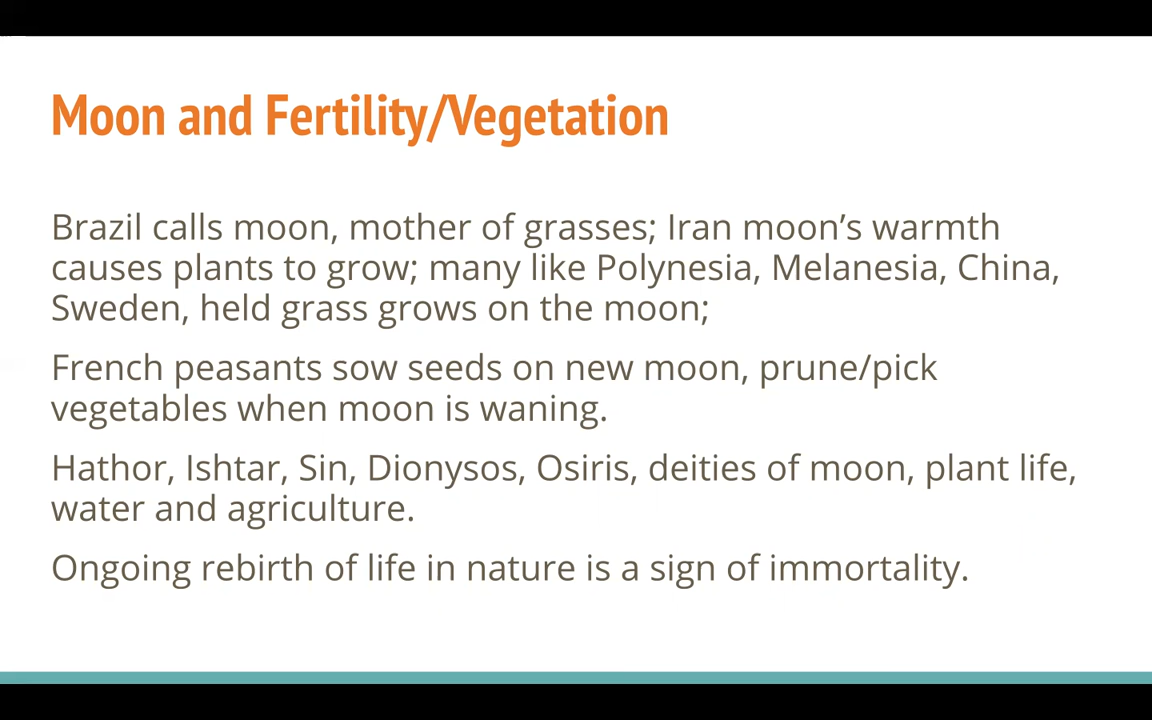 Moon and Fertility/Vegetation
Brazil calls moon, mother of grasses; Iran moon’s warmth
causes plants to grow; many like Polynesia, Melanesia, China,
Sweden, held grass grows on the moon;
French peasants sow seeds on new moon, prune/pick
vegetables when moon is waning.
Hathor, Ishtar, Sin, Dionysos, Osiris, deities of moon, plant life,
water and agriculture.
Ongoing rebirth of life in nature is a sign of immortality.